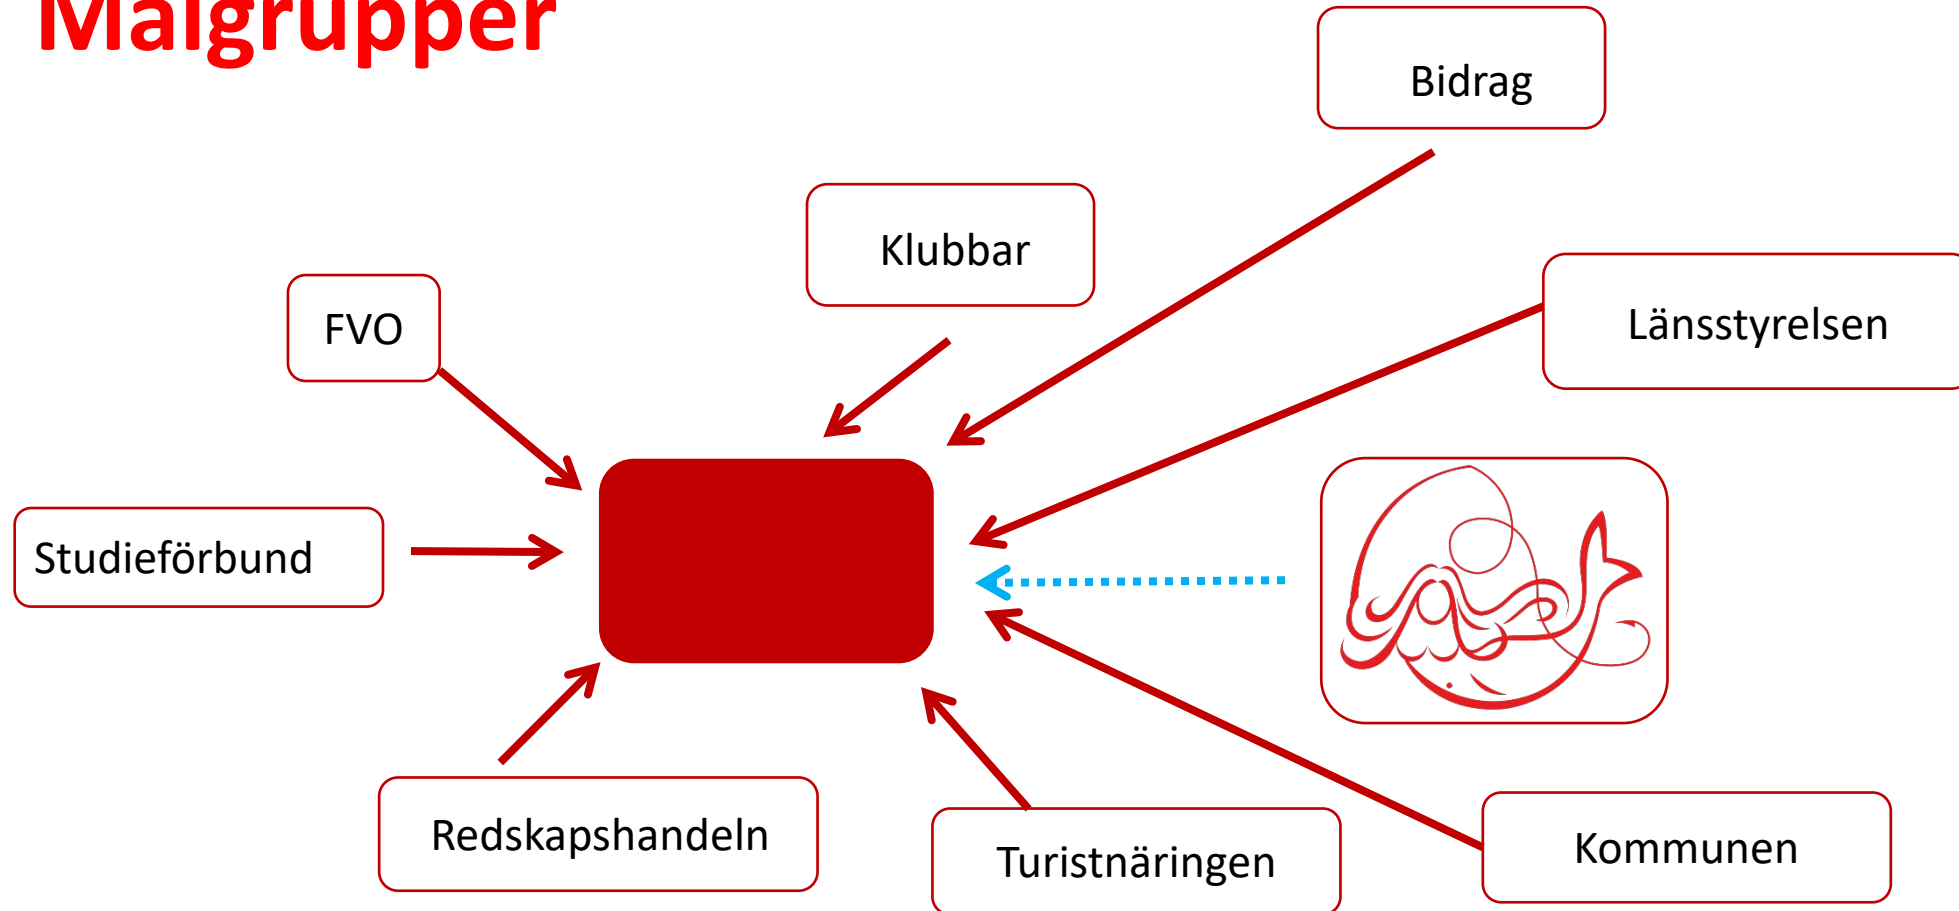 Målgrupper
Bidrag
Klubbar
Länsstyrelsen
FVO
Studieförbund
Redskapshandeln
Turistnäringen
Kommunen